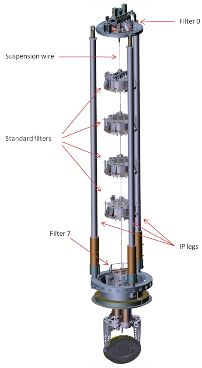 Filter 0
Suspension wire
Standard filters
Filter 7
IP legs